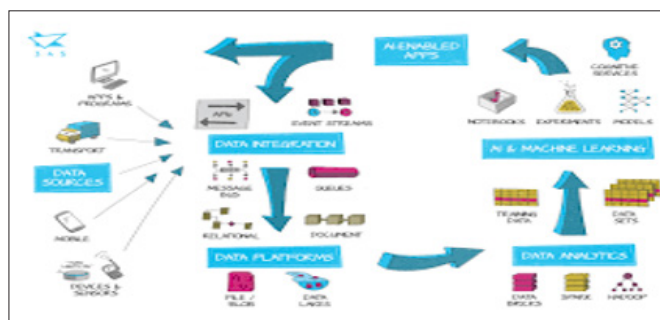 AI-ENABLED
APPS
COGNITIVE
SERVICES
APPS &
PROGRAMS
APIs
EVENT STREAMS
NOTEBOOKS
EXPERIMENTS
MODELS
TRANSPORT
DATA INTEGRATION
AI & MACHINE LEARNING
DATA
SOURCES
MESSAGE
BUS
QUEUES
TRAINING
DATA
DATA
SETS
MOBILE
RELATIONAL
DOCUMENT
DATA PLATFORMS
DATA ANALYTICS
DEVICES &
SENSORS
FILE /
BLOB
DATA
LAKES
DATA
BRICKS
SPARK
HADOOP